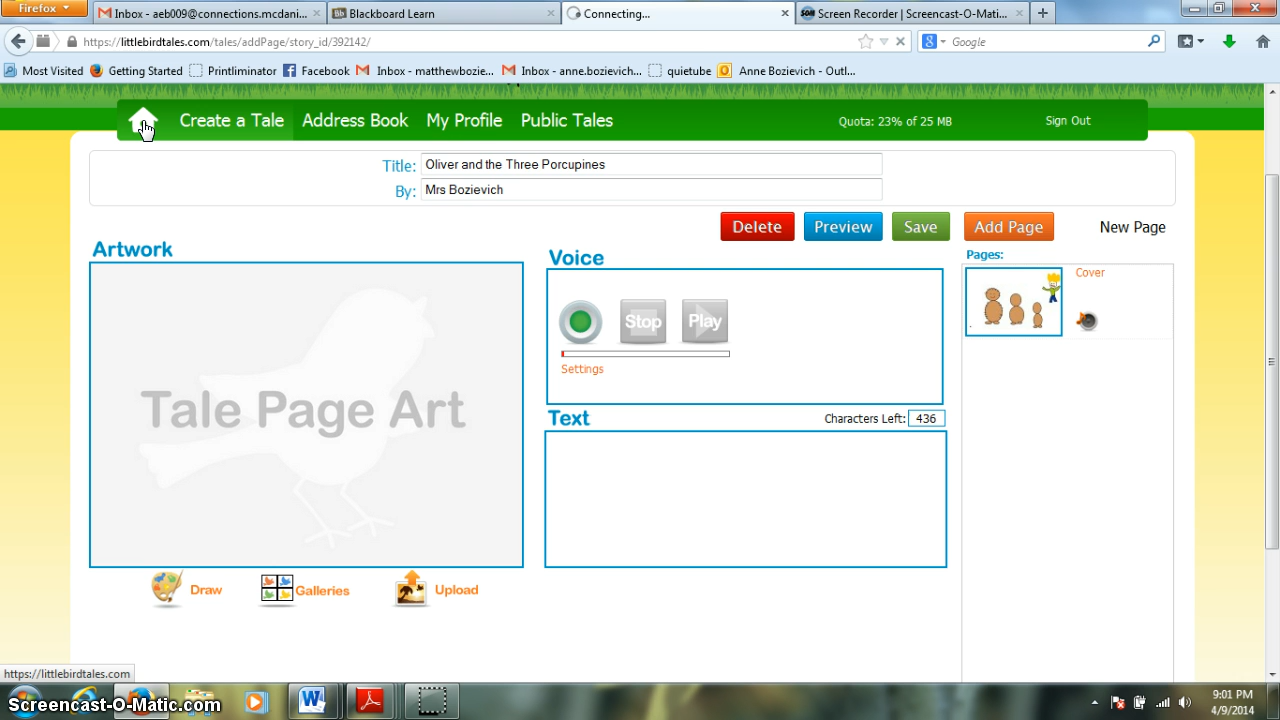 Firefox
Inbox - aeb009@connections.mcdani...
Blackboard Learn
Connecting...
Screen Recorder | Screencast-O-Mati...
https://littlebirdtales.com/tales/addPage/story_id/392142/
Google
Most Visited
Getting Started
Printliminator
Facebook
Inbox - matthewbozie...
Inbox - anne.bozievich...
quietube
Anne Bozievich - Outl...
Create a Tale
Address Book
My Profile
Public Tales
Quota: 23% of 25 MB
Sign Out
Title: Oliver and the Three Porcupines
By: Mrs Bozievich
Delete
Preview
Save
Add Page
New Page
Artwork
Voice
Pages:
Cover
Stop
Play
Settings
Tale Page Art
Text
Characters Left: 436
Draw
Galleries
Upload
https://littlebirdtales.com
Screencast-O-Matic.com
9:01 PM
4/9/2014